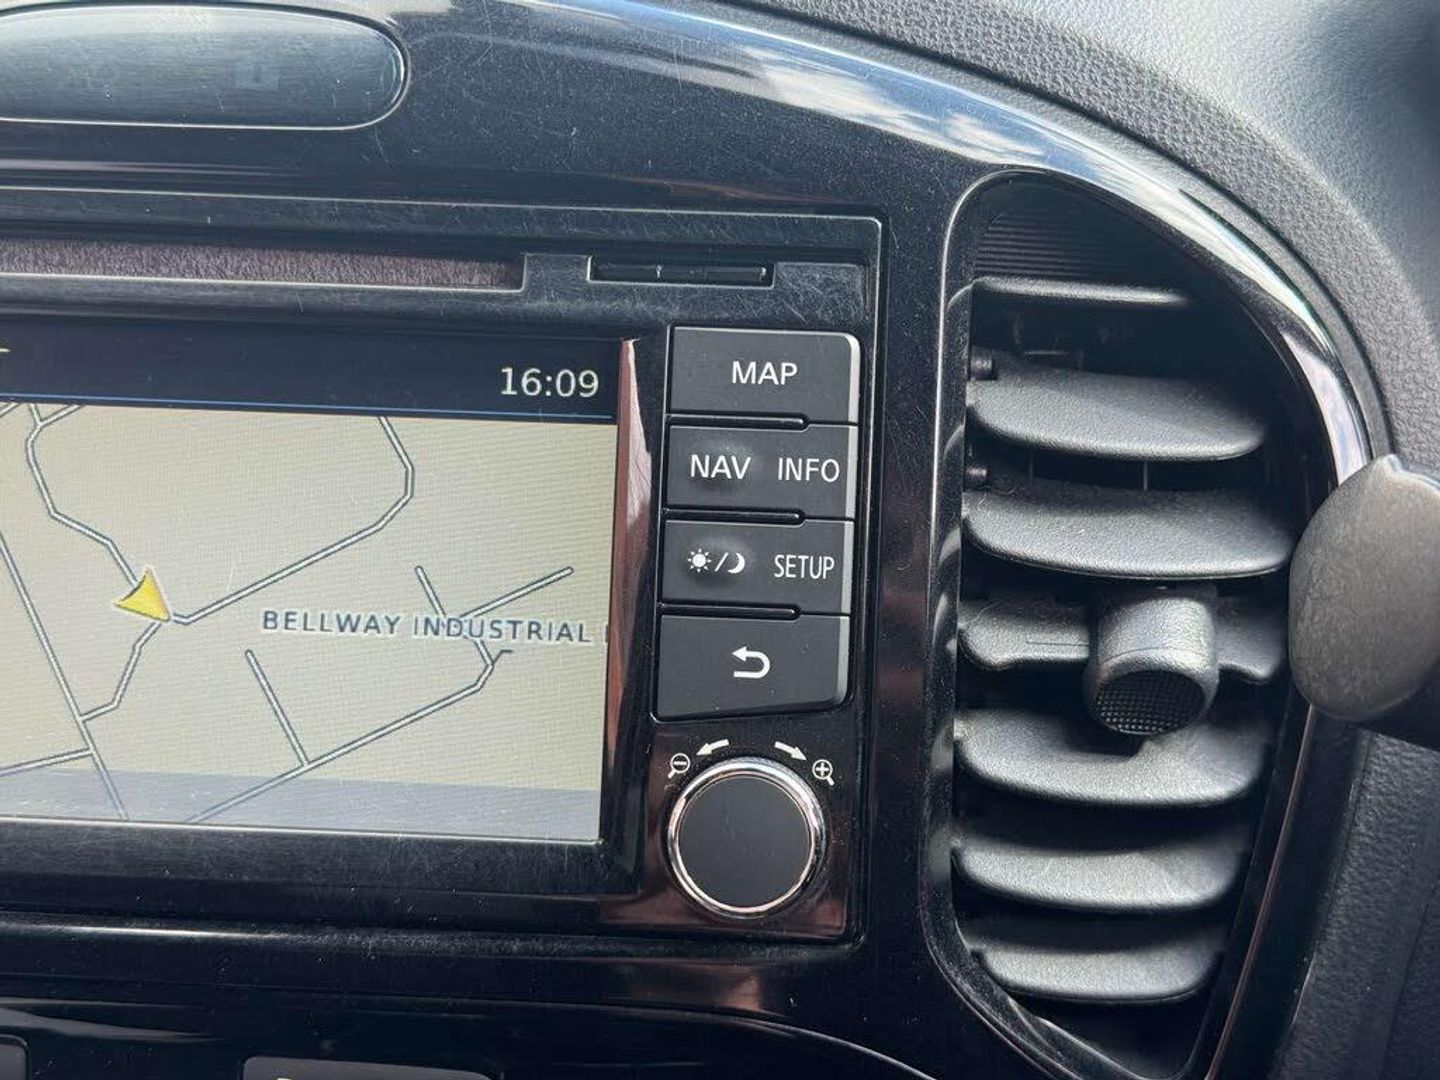 16:09
MAP
NAV INFO
SETUP
BELLWAY INDUSTRIAL